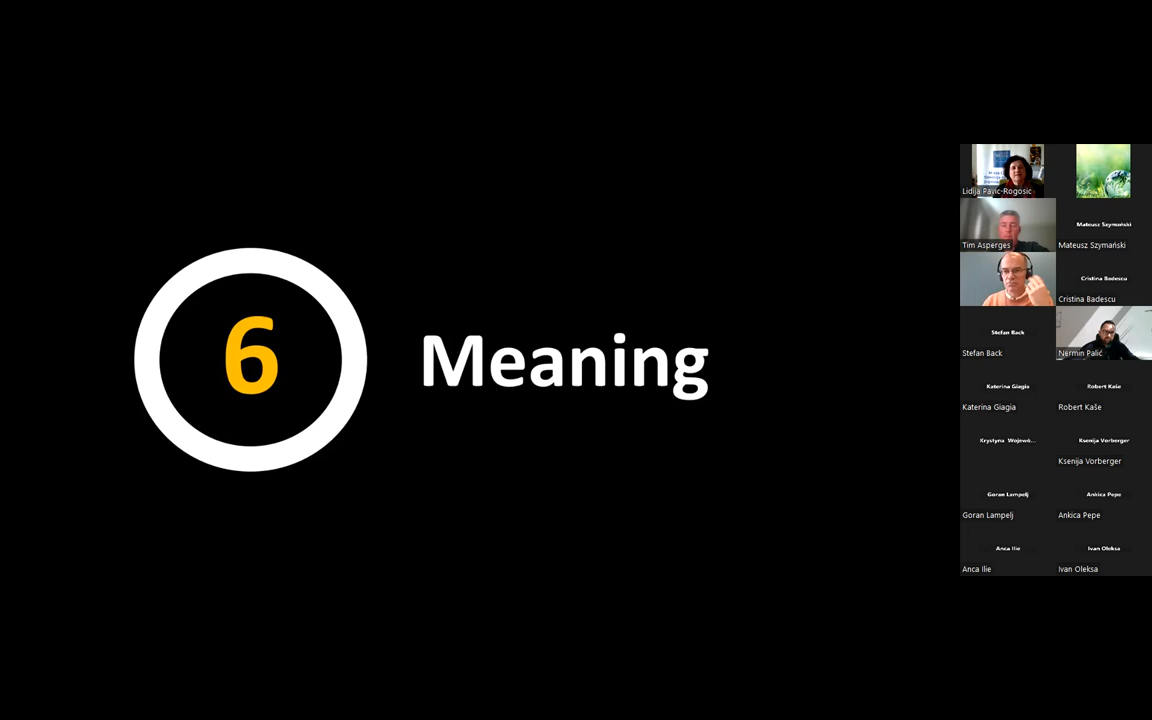 6
Meaning
Lidija Pavic-Rogosic
Tim Asperges
Mateusz Szymański
Mateusz Szymański
Cristina Badescu
Cristina Badescu
Stefan Back
Stefan Back
Nermin Palić
Katerina Giagia
Katerina Giagia
Robert Kaše
Robert Kaše
Krystyna Wojewó...
Ksenija Vorberger
Ksenija Vorberger
Goran Lampelj
Goran Lampelj
Ankica Pepe
Ankica Pepe
Anca Ilie
Anca Ilie
Ivan Oleksa
Ivan Oleksa